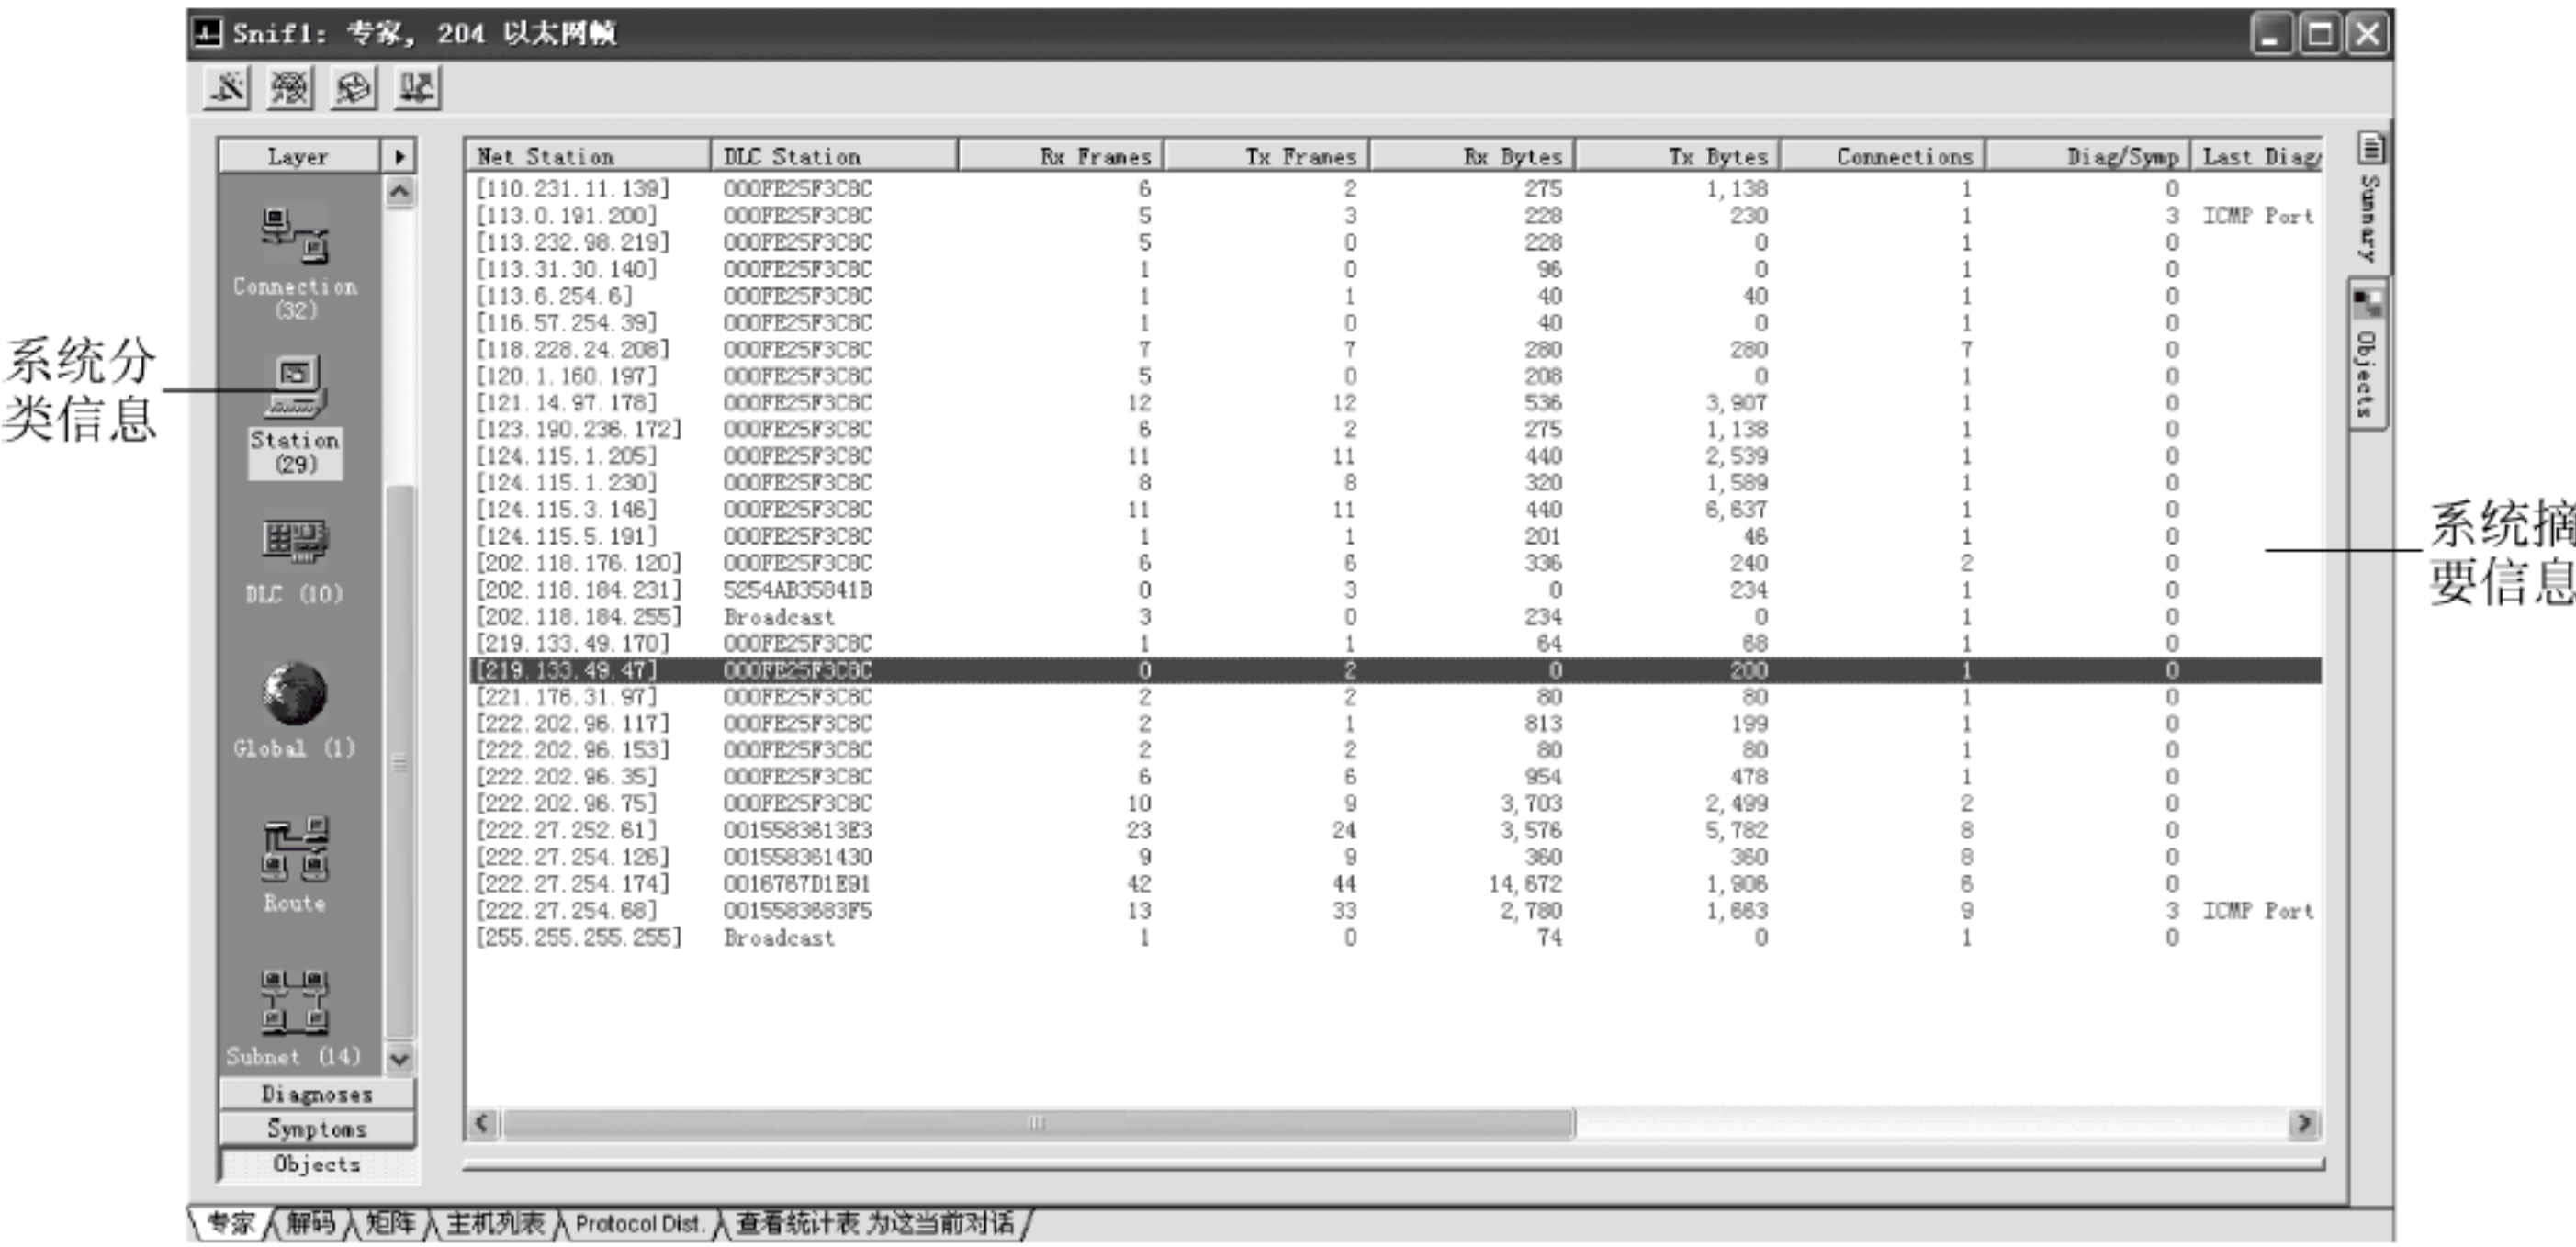 Snif1: 专家, 204 以太网帧
Layer
Connection
(32)
Station
(29)
DLC (10)
Global (1)
Route
Subnet (14)
Diagnoses
Symptoms
Objects
系统分
类信息
Net Station DLC Station Rx Frames Tx Frames Rx Bytes Tx Bytes Connections Diag/Symp Last Diag/
[110.231.11.139] 000FE25F3C8C 6 2 275 1,138 1 0
[113.0.191.200] 000FE25F3C8C 5 3 228 230 1 3 ICMP Port
[113.232.98.219] 000FE25F3C8C 5 0 228 0 1 0
[113.31.30.140] 000FE25F3C8C 1 0 96 0 1 0
[113.6.254.6] 000FE25F3C8C 1 1 40 40 1 0
[116.57.254.39] 000FE25F3C8C 1 0 40 0 1 0
[118.228.24.208] 000FE25F3C8C 7 7 280 280 7 0
[120.1.160.197] 000FE25F3C8C 5 0 208 0 1 0
[121.14.97.178] 000FE25F3C8C 12 12 536 3,907 1 0
[123.190.236.172] 000FE25F3C8C 6 2 275 1,138 1 0
[124.115.1.205] 000FE25F3C8C 11 11 440 2,539 1 0
[124.115.1.230] 000FE25F3C8C 8 8 320 1,589 1 0
[124.115.3.146] 000FE25F3C8C 11 11 440 6,637 1 0
[124.115.5.191] 000FE25F3C8C 1 1 201 46 1 0
[202.118.176.120] 000FE25F3C8C 6 6 336 240 2 0
[202.118.184.231] 5254AB35841B 0 3 0 234 1 0
[202.118.184.255] Broadcast 3 0 234 0 1 0
[219.133.49.170] 000FE25F3C8C 1 1 64 68 1 0
[219.133.49.47] 000FE25F3C8C 0 2 0 200 1 0
[221.176.31.97] 000FE25F3C8C 2 2 80 80 1 0
[222.202.96.117] 000FE25F3C8C 2 1 813 199 1 0
[222.202.96.153] 000FE25F3C8C 2 2 80 80 1 0
[222.202.96.35] 000FE25F3C8C 6 6 954 478 1 0
[222.202.96.75] 000FE25F3C8C 10 9 3,703 2,499 2 0
[222.27.252.61] 0015583613E3 23 24 3,576 5,782 8 0
[222.27.254.126] 001558361430 9 9 360 360 8 0
[222.27.254.174] 0016767D1E91 42 44 14,672 1,906 6 0
[222.27.254.68] 0015583683F5 13 33 2,780 1,663 9 3 ICMP Port
[255.255.255.255] Broadcast 1 0 74 0 1 0
Summary
Objects
系统摘
要信息
专家 解码 矩阵 主机列表 Protocol Dist. 查看统计表 为这当前对话